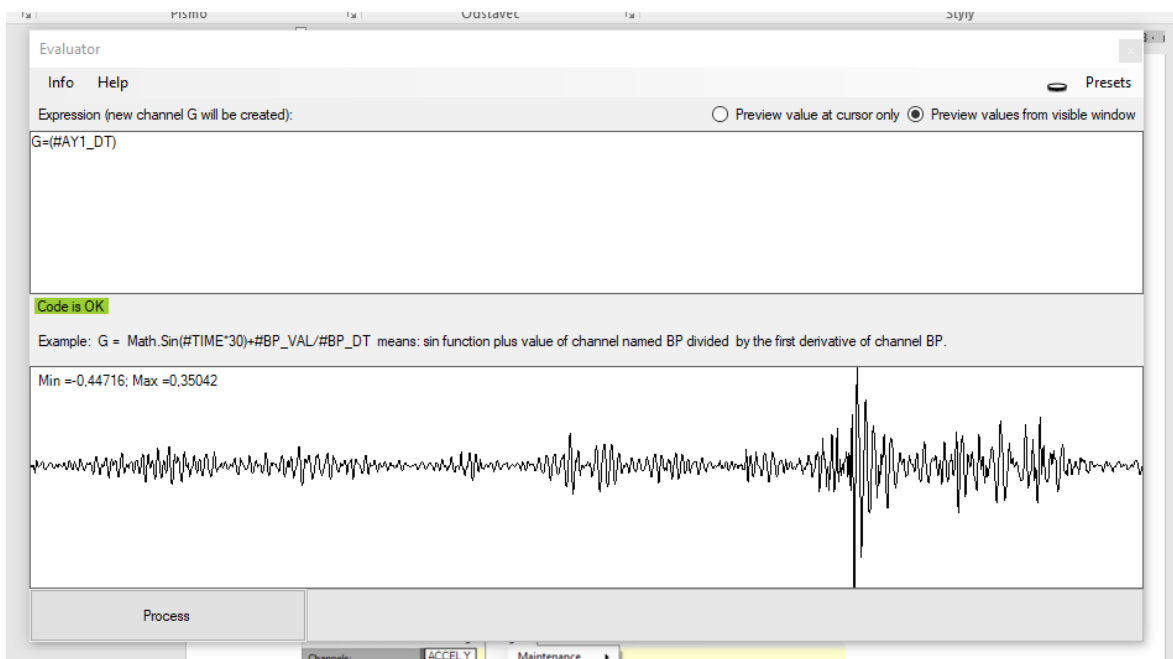 Písmo Odstavec Styly
Evaluator
Info Help Presets
Expression (new channel G will be created): Preview value at cursor only Preview values from visible window
G=(#AY1_DT)
Code is OK
Example: G = Math.Sin(#TIME*30)+#BP_VAL/#BP_DT means: sin function plus value of channel named BP divided by the first derivative of channel BP.
Min =-0,44716; Max =0,35042
Process
Channels: ACCEL Y Maintenance